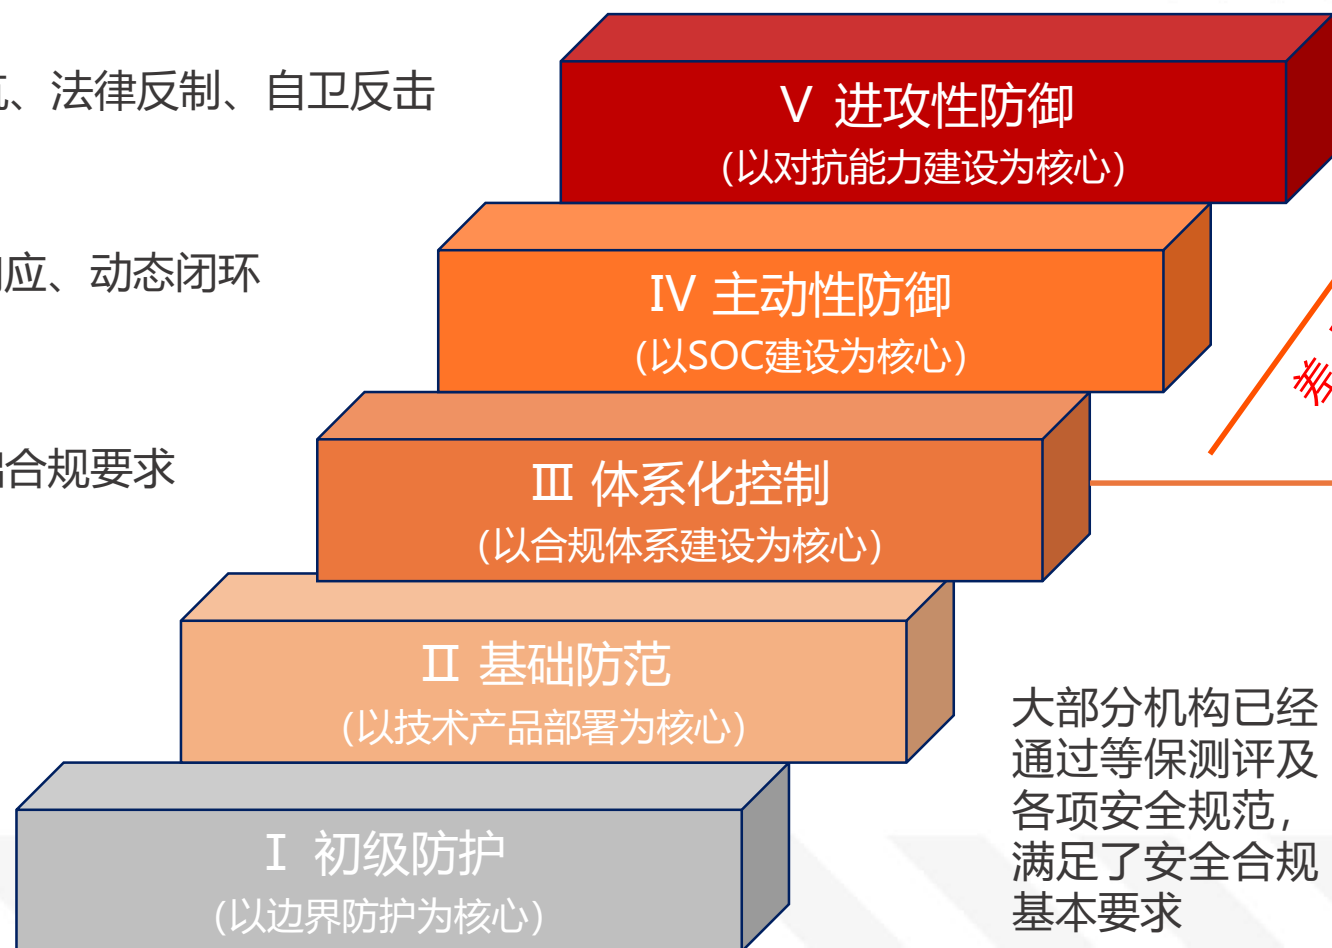 、法律反制、自卫反击
Ⅴ 进攻性防御
(以对抗能力建设为核心)
应、动态闭环
Ⅳ 主动性防御
(以SOC建设为核心)
差
合规要求
Ⅲ 体系化控制
(以合规体系建设为核心)
Ⅱ 基础防范
(以技术产品部署为核心)
大部分机构已经
通过等保测评及
各项安全规范，
满足了安全合规
基本要求
Ⅰ 初级防护
(以边界防护为核心)